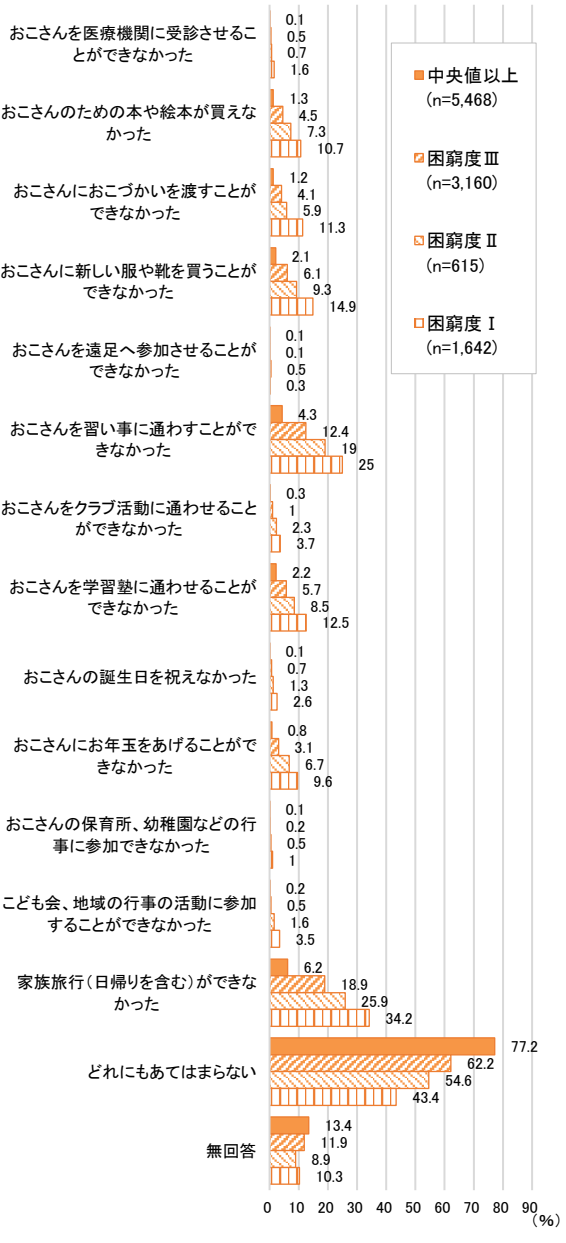 おこさんを医療機関に受診させるこ
とができなかった
0.1
0.5
0.7
1.6
おこさんのための本や絵本が買えな
かった
1.3
4.5
7.3
10.7
おこさんにおこづかいを渡すことが
できなかった
1.2
4.1
5.9
11.3
おこさんに新しい服や靴を買うことが
できなかった
2.1
6.1
9.3
14.9
おこさんを遠足へ参加させることが
できなかった
0.1
0.1
0.5
0.3
おこさんを習い事に通わすことがで
きなかった
4.3
12.4
19
25
おこさんをクラブ活動に通わせること
ができなかった
0.3
1
2.3
3.7
おこさんを学習塾に通わせることが
できなかった
2.2
5.7
8.5
12.5
おこさんの誕生日を祝えなかった
0.1
0.7
1.3
2.6
おこさんにお年玉をあげることがで
きなかった
0.8
3.1
6.7
9.6
おこさんの保育所、幼稚園などの行
事に参加できなかった
0.1
0.2
0.5
1
こども会、地域の行事の活動に参加
することができなかった
0.2
0.5
1.6
3.5
家族旅行(日帰りを含む)ができな
かった
6.2
18.9
25.9
34.2
どれにもあてはまらない
77.2
62.2
54.6
43.4
無回答
13.4
11.9
8.9
10.3
0 10 20 30 40 50 60 70 80 90
(%)
中央値以上
(n=5,468)
困窮度Ⅲ
(n=3,160)
困窮度Ⅱ
(n=615)
困窮度Ⅰ
(n=1,642)